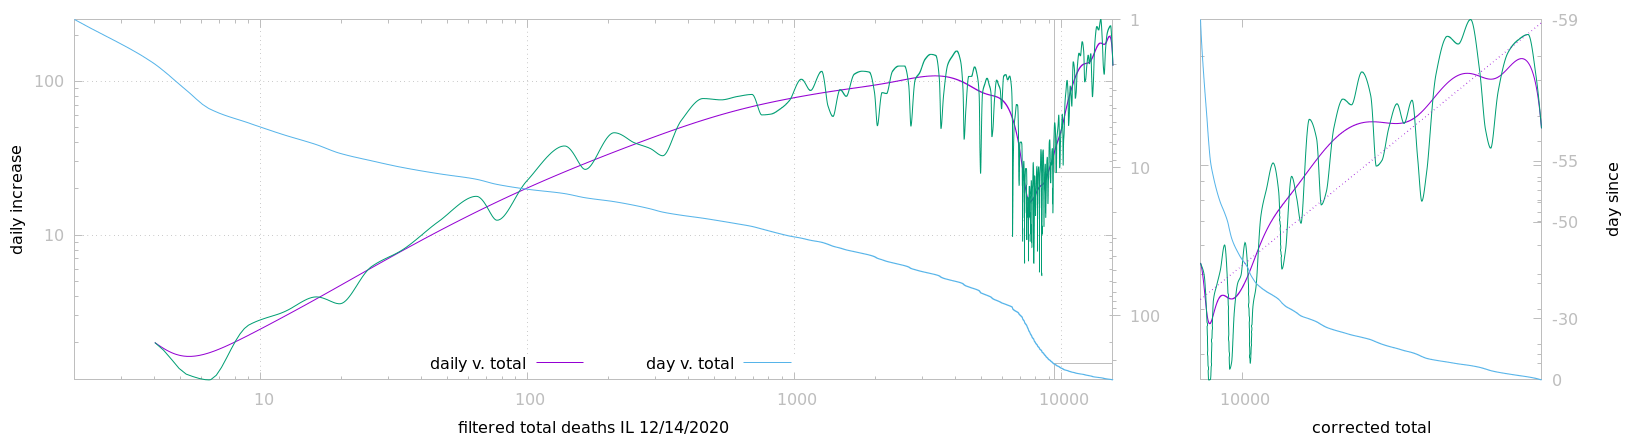 daily increase
100
10
1
10
100
daily v. total
day v. total
10
100
1000
10000
filtered total deaths IL 12/14/2020
-59
-55
-50
-30
0
day since
10000
corrected total